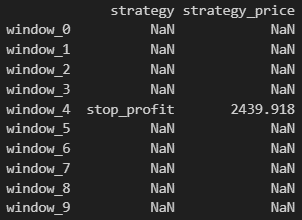 strategy strategy_price
window_0 NaN NaN
window_1 NaN NaN
window_2 NaN NaN
window_3 NaN NaN
window_4 stop_profit 2439.918
window_5 NaN NaN
window_6 NaN NaN
window_7 NaN NaN
window_8 NaN NaN
window_9 NaN NaN